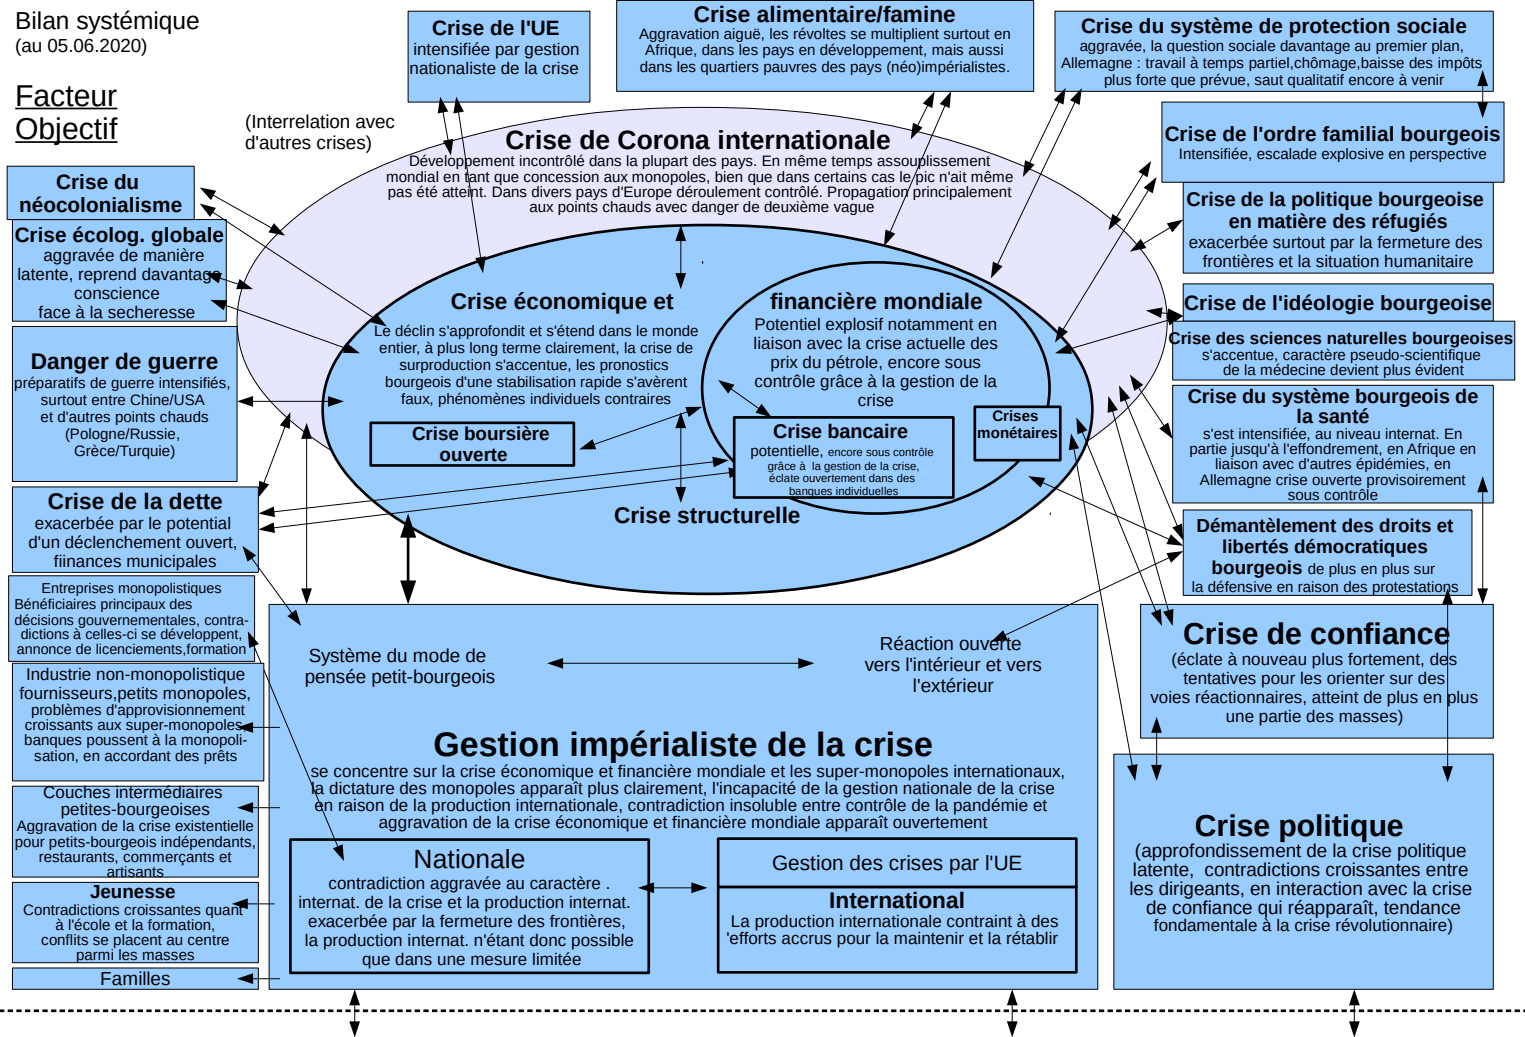 Bilan systémique
(au 05.06.2020)
Facteur
Objectif
(Interrelation avec
d'autres crises)
Crise de l'UE
intensifiée par gestion
nationaliste de la crise
Crise alimentaire/famine
Aggravation aiguë, les révoltes se multiplient surtout en
Afrique, dans les pays en développement, mais aussi
dans les quartiers pauvres des pays (néo)impérialistes.
Crise du système de protection sociale
aggravée, la question sociale davantage au premier plan,
Allemagne : travail à temps partiel,chômage,baisse des impôts
plus forte que prévue, saut qualitatif encore à venir
Crise de l'ordre familial bourgeois
Intensifiée, escalade explosive en perspective
Crise de la politique bourgeoise
en matière des réfugiés
exacerbée surtout par la fermeture des
frontières et la situation humanitaire
Crise de l'idéologie bourgeoise
Crise des sciences naturelles bourgeoises
s'accentue, caractère pseudo-scientifique
de la médecine devient plus évident
Crise du système bourgeois de
la santé
s'est intensifiée, au niveau internat. En
partie jusqu'à l'effondrement, en Afrique en
liaison avec d'autres épidémies, en
Allemagne crise ouverte provisoirement
sous contrôle
Démantèlement des droits et
libertés démocratiques
bourgeois de plus en plus sur
la défensive en raison des protestations
Crise de confiance
(éclate à nouveau plus fortement, des
tentatives pour les orienter sur des
voies réactionnaires, atteint de plus en plus
une partie des masses)
Crise politique
(approfondissement de la crise politique
latente, contradictions croissantes entre
les dirigeants, en interaction avec la crise
de confiance qui réapparaît, tendance
fondamentale à la crise révolutionnaire)
Crise de Corona internationale
Développement incontrôlé dans la plupart des pays. En même temps assouplissement
mondial en tant que concession aux monopoles, bien que dans certains cas le pic n'ait même
pas été atteint. Dans divers pays d'Europe déroulement contrôlé. Propagation principalement
aux points chauds avec danger de deuxième vague
Crise économique et
financière mondiale
Le déclin s'approfondit et s'étend dans le monde
entier, à plus long terme clairement, la crise de
surproduction s'accentue, les pronostics
bourgeois d'une stabilisation rapide s'avèrent
faux, phénomènes individuels contraires
Potentiel explosif notamment en
liaison avec la crise actuelle des
prix du pétrole, encore sous
contrôle grâce à la gestion de la
crise
Crise boursière
ouverte
Crise bancaire
potentielle, encore sous contrôle
grâce à la gestion de la crise,
éclate ouvertement dans des
banques individuelles
Crises
monétaires
Crise structurelle
Crise du
néocolonialisme
Crise écolog. globale
aggravée de manière
latente, reprend davantage
conscience
face à la secheresse
Danger de guerre
préparatifs de guerre intensifiés,
surtout entre Chine/USA
et d'autres points chauds
(Pologne/Russie,
Grèce/Turquie)
Crise de la dette
exacerbée par le potential
d'un déclenchement ouvert,
fiinances municipales
Entreprises monopolistiques
Bénéficiaires principaux des
décisions gouvernementales, contra-
dictions à celles-ci se développent,
annonce de licenciements,formation
Industrie non-monopolistique
fournisseurs,petits monopoles,
problèmes d'approvisionnement
croissants aux super-monopoles,
banques poussent à la monopoli-
sation, en accordant des prêts
Couches intermédiaires
petites-bourgeoises
Aggravation de la crise existentielle
pour petits-bourgeois indépendants,
restaurants, commerçants et
artisants
Jeunesse
Contradictions croissantes quant
à l'école et la formation,
conflits se placent au centre
parmi les masses
Familles
Système du mode de
pensée petit-bourgeois
Réaction ouverte
vers l'intérieur et vers
l'extérieur
Gestion impérialiste de la crise
se concentre sur la crise économique et financière mondiale et les super-monopoles internationaux,
la dictature des monopoles apparaît plus clairement, l'incapacité de la gestion nationale de la crise
en raison de la production internationale, contradiction insoluble entre contrôle de la pandémie et
aggravation de la crise économique et financière mondiale apparaît ouvertement
Nationale
contradiction aggravée au caractère .
internat. de la crise et la production internat.
exacerbée par la fermeture des frontières,
la production internat. n'étant donc possible
que dans une mesure limitée
Gestion des crises par l'UE
International
La production internationale contraint à des
'efforts accrus pour la maintenir et la rétablir